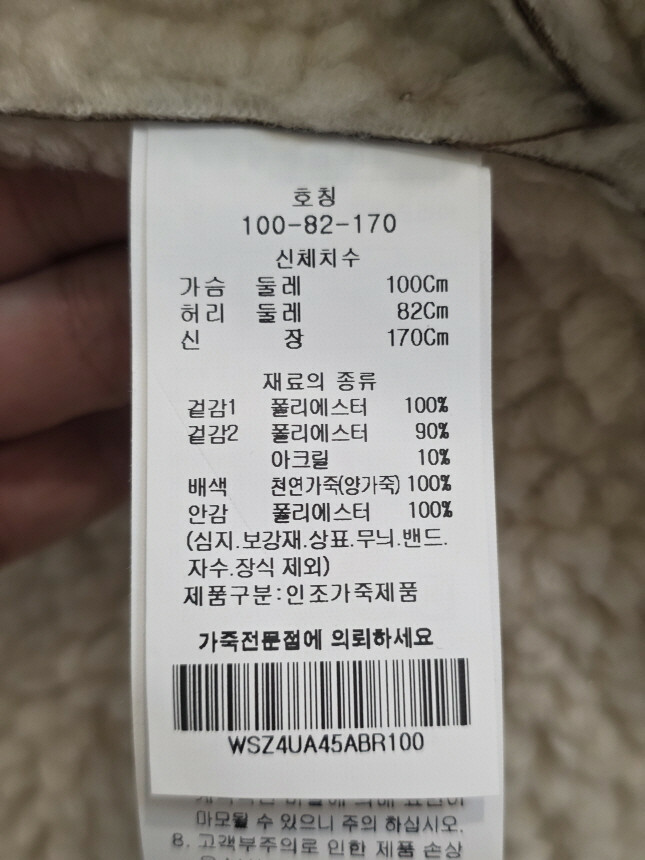 호칭
100-82-170
신체치수
가슴 둘레 100Cm
허리 둘레 82Cm
신 장 170Cm
재료의 종류
겉감1 폴리에스터 100%
겉감2 폴리에스터 90%
아크릴 10%
배색 천연가죽(양가죽) 100%
안감 폴리에스터 100%
(심지.보강재.상표.무늬.밴드.
자수.장식 제외)
제품구분:인조가죽제품
가죽전문점에 의뢰하세요
WSZ4UA45ABR100
마모될 수 있으니 주의 하십시오.
8. 고객부주의로 인한 제품 손상